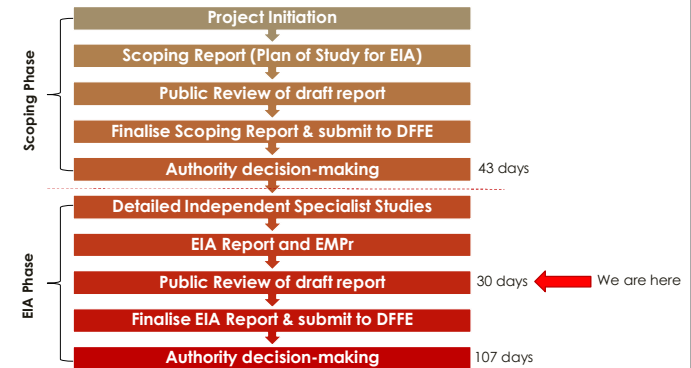 Project Initiation
Scoping Report (Plan of Study for EIA)
Public Review of draft report
Finalise Scoping Report & submit to DFFE
Authority decision-making
43 days
Scoping Phase
Detailed Independent Specialist Studies
EIA Report and EMPr
Public Review of draft report
30 days
We are here
Finalise EIA Report & submit to DFFE
Authority decision-making
107 days
EIA Phase